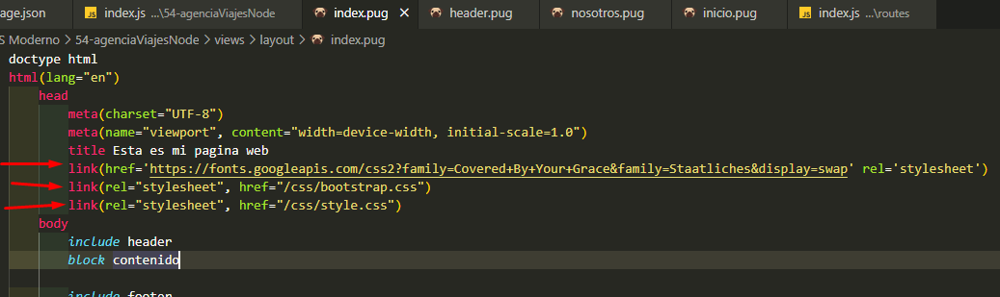 age.json JS index.js ...\54-agenciaViajesNode index.pug × header.pug nosotros.pug inicio.pug JS index.js ...\routes
S Moderno > 54-agenciaViajesNode > views > layout > index.pug
doctype html
html(lang="en")
head
meta(charset="UTF-8")
meta(name="viewport", content="width=device-width, initial-scale=1.0")
title Esta es mi pagina web
link(href='https://fonts.googleapis.com/css2?family=Covered+By+Your+Grace&family=Staatliches&display=swap' rel='stylesheet')
link(rel="stylesheet", href="/css/bootstrap.css")
link(rel="stylesheet", href="/css/style.css")
body
include header
block contenido
include footer